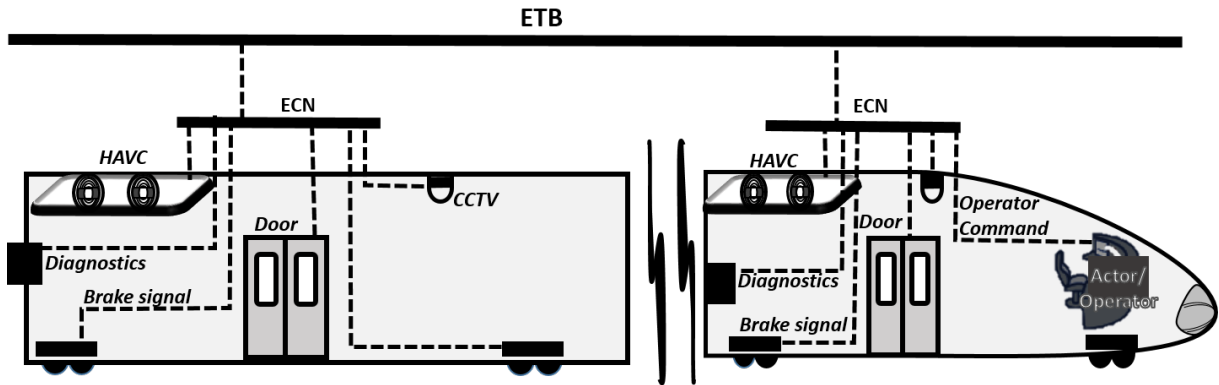 ETB
ECN
HAVC
CCTV
Door
Diagnostics
Brake signal
ECN
HAVC
Operator
Command
Door
Diagnostics
Actor/
Operator
Brake signal